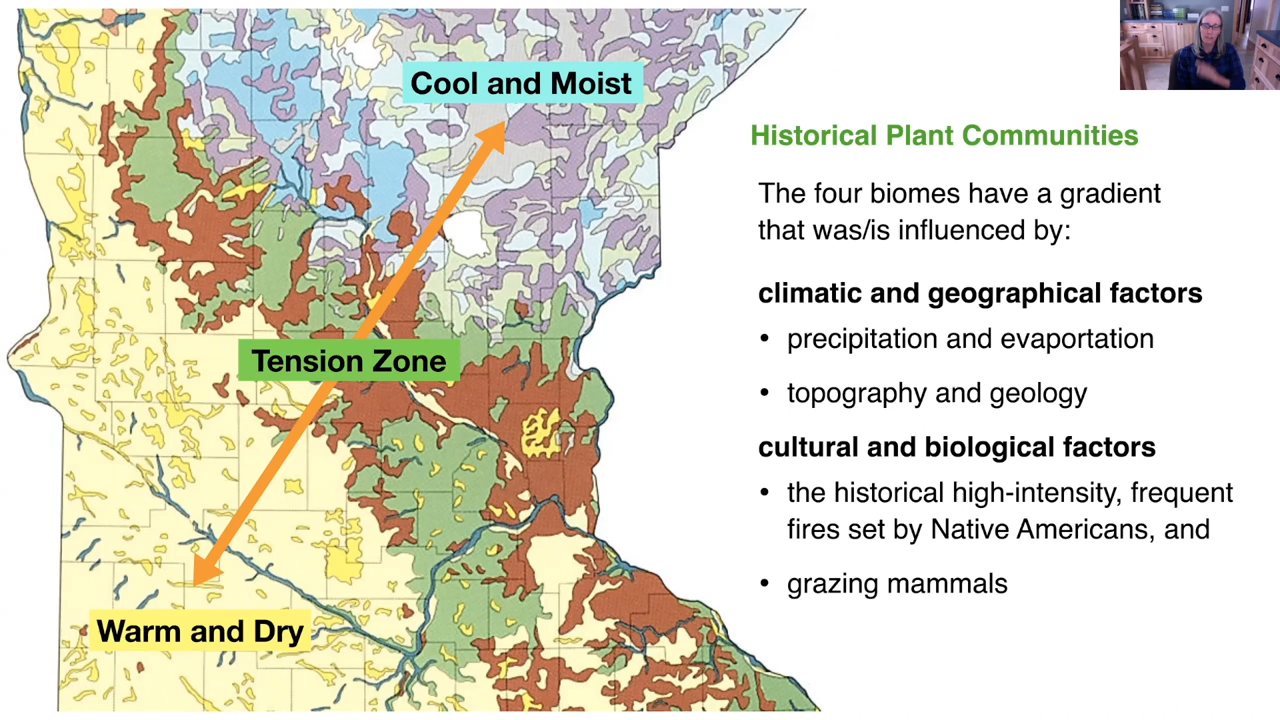 Cool and Moist
Tension Zone
Warm and Dry
Historical Plant Communities
The four biomes have a gradient
that was/is influenced by:
climatic and geographical factors
• precipitation and evaportation
• topography and geology
cultural and biological factors
• the historical high-intensity, frequent
fires set by Native Americans, and
• grazing mammals